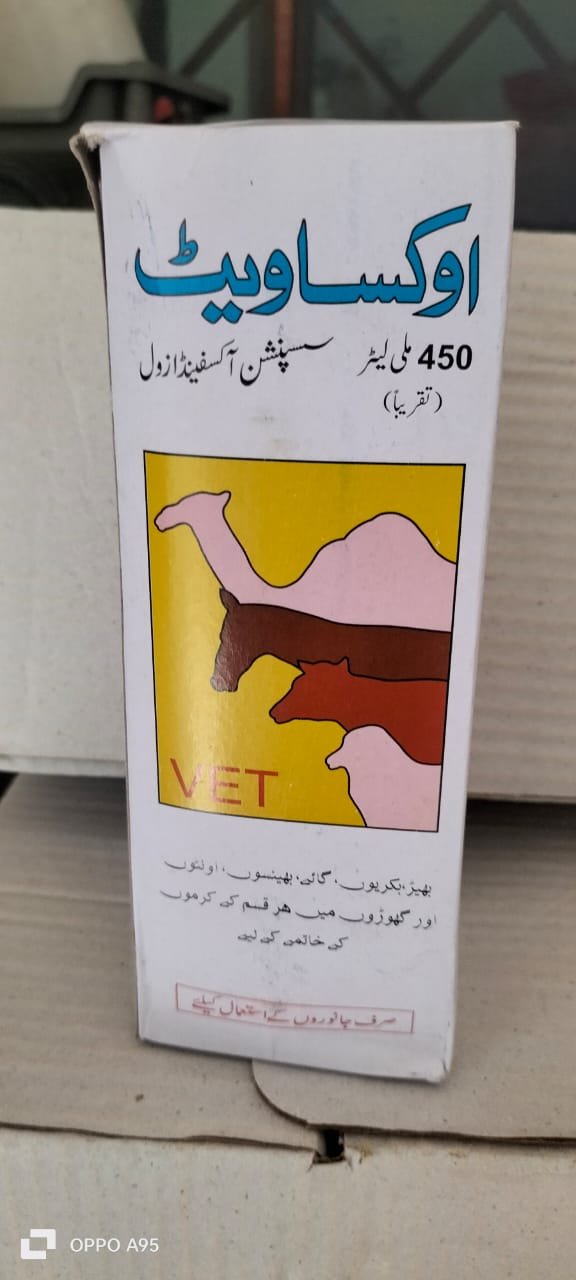 اوکساویٹ
450 ملی لیٹر سسپنشن آکسفینڈازول
(تقریباً)
VET
بھیڑ، بکریوں، گائے، بھینسوں، اونٹوں
اور گھوڑوں میں ہر قسم کے کرموں
کے خاتمے کے لیے
صرف جانوروں کے استعمال کیلئے
OPPO A95